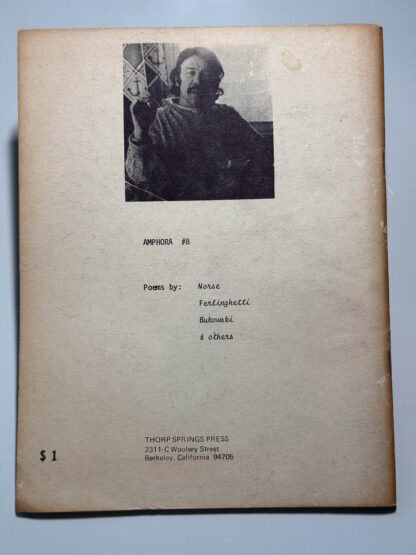 AMPHORA #8
Poems by: Norse
Ferlinghetti
Bukowski
& others
THORP SPRINGS PRESS
2311-C Woolsey Street
$1 Berkeley, California 94705